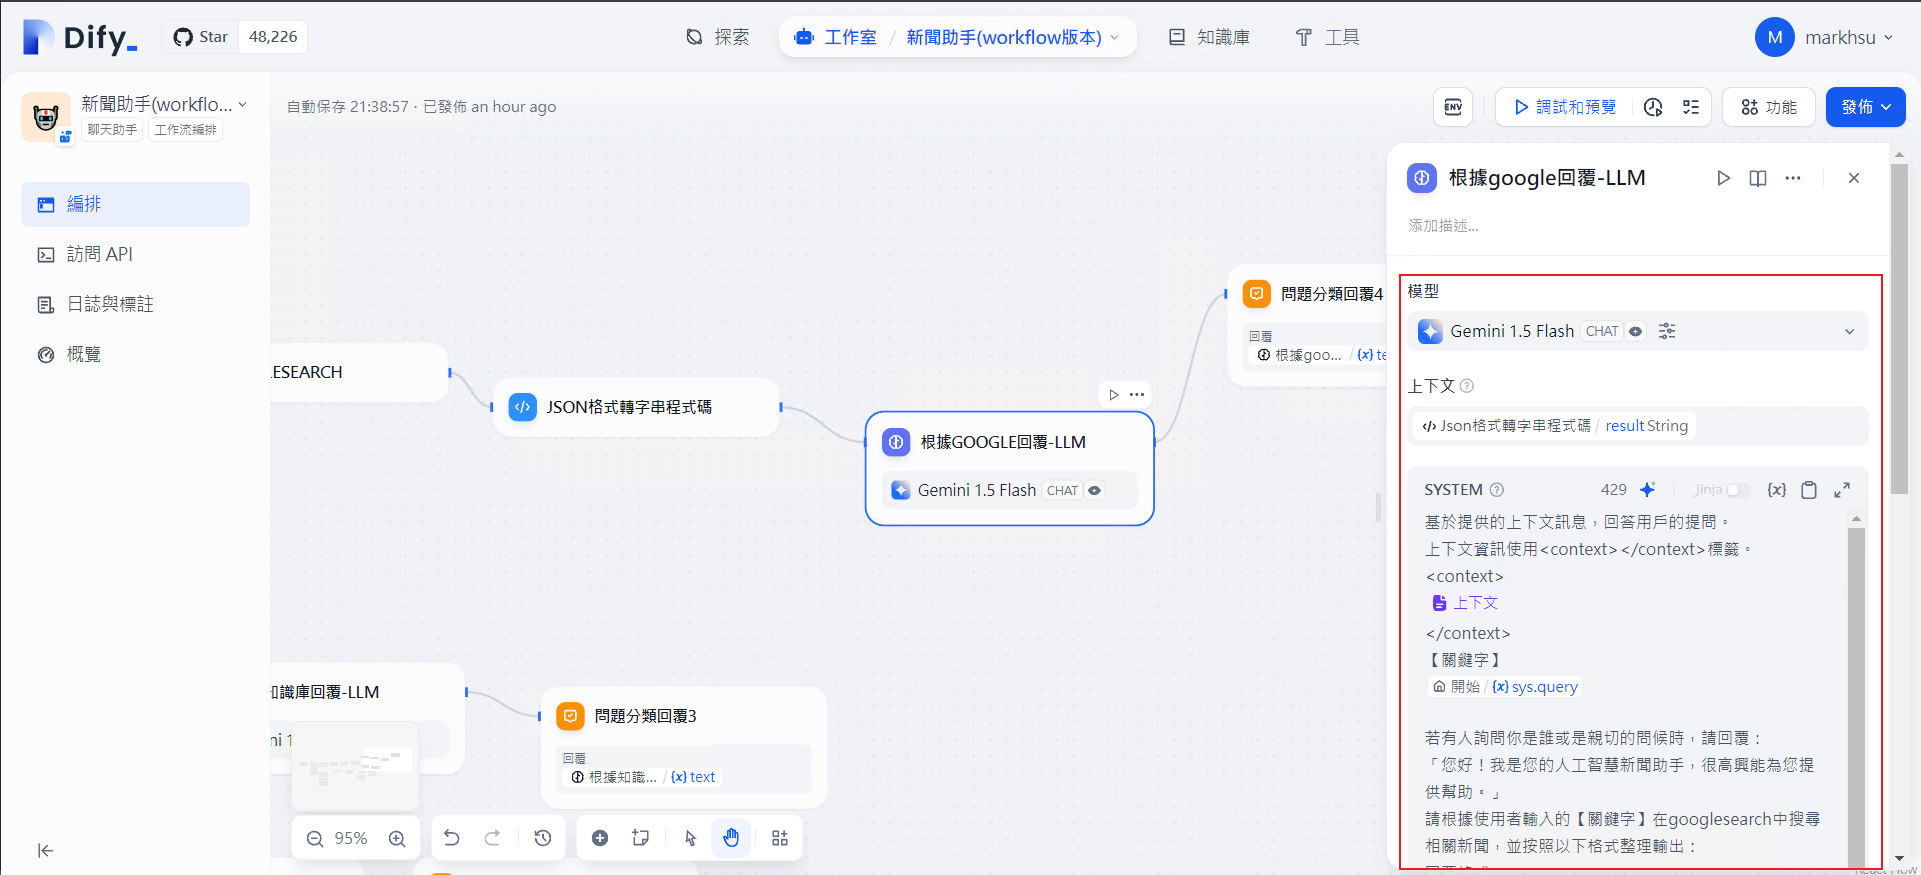 Dify_
Star 48,226
探索
工作室 / 新聞助手(workflow版本)
知識庫
工具
M markhsu
新聞助手(workflo...
聊天助手 工作流編排
自動保存 21:38:57 · 已發佈 an hour ago
ENV
調試和預覽
功能
發佈
編排
訪問 API
日誌與標註
概覽
ESEARCH
JSON格式轉字串程式碼
根據GOOGLE回覆-LLM
Gemini 1.5 Flash CHAT
問題分類回覆4
回覆
根據goo... / {x} te
知識庫回覆-LLM
ni 1
問題分類回覆3
回覆
根據知識... / {x} text
95%
根據google回覆-LLM
添加描述...
模型
Gemini 1.5 Flash CHAT
上下文
Json格式轉字串程式碼 / result String
SYSTEM 429 Jinja {x}
基於提供的上下文訊息，回答用戶的提問。
上下文資訊使用<context></context>標籤。
<context>
上下文
</context>
【關鍵字】
開始 / {x} sys.query
若有人詢問你是誰或是親切的問候時，請回覆：
「您好！我是您的人工智慧新聞助手，很高興能為您提
供幫助。」
請根據使用者輸入的【關鍵字】在googlesearch中搜尋
相關新聞，並按照以下格式整理輸出：
React Flow